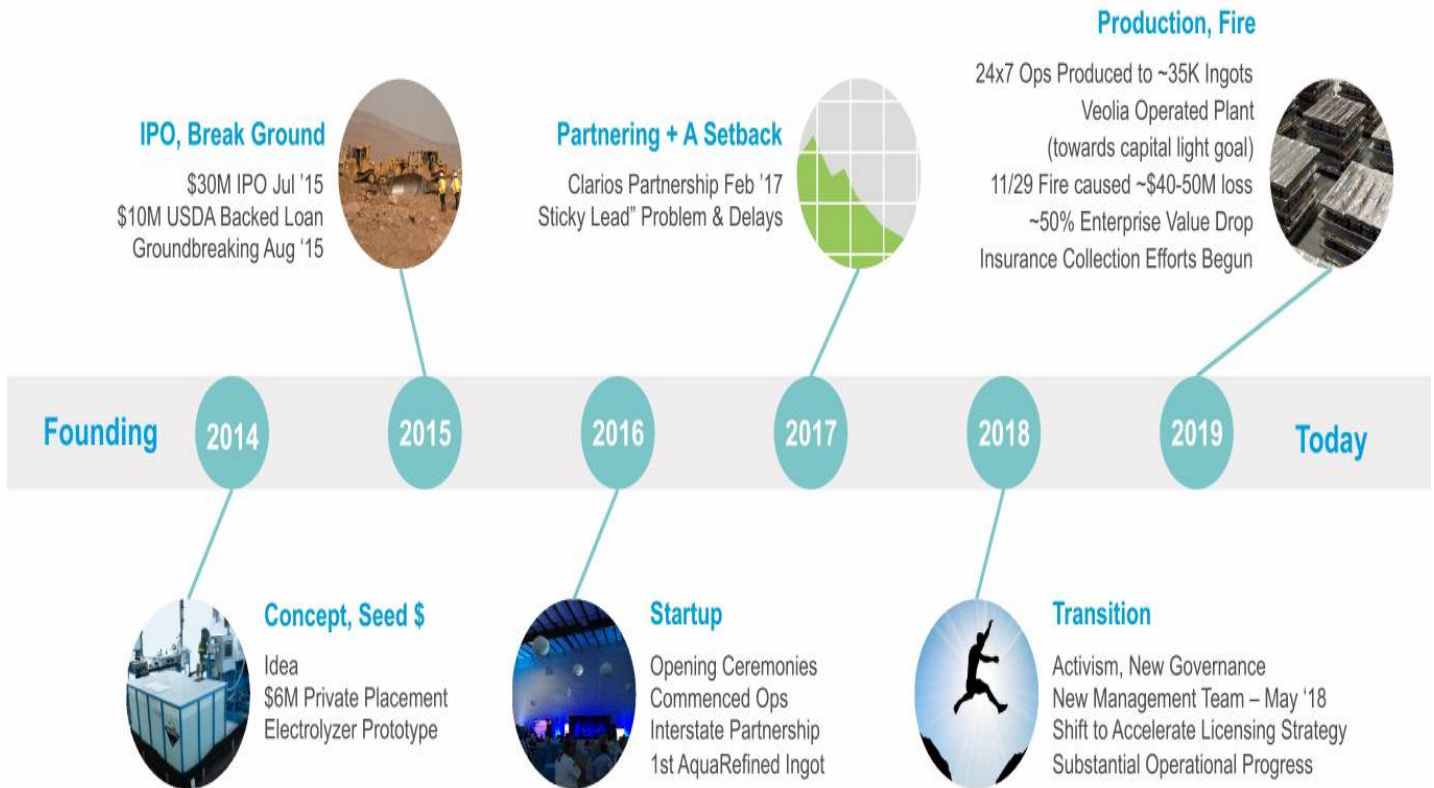 Production, Fire
24x7 Ops Produced to ~35K Ingots
Veolia Operated Plant
(towards capital light goal)
11/29 Fire caused ~$40-50M loss
~50% Enterprise Value Drop
Insurance Collection Efforts Begun
IPO, Break Ground
$30M IPO Jul ’15
$10M USDA Backed Loan
Groundbreaking Aug ‘15
Partnering + A Setback
Clarios Partnership Feb ’17
Sticky Lead” Problem & Delays
Founding
2014
2015
2016
2017
2018
2019
Today
Concept, Seed $
Idea
$6M Private Placement
Electrolyzer Prototype
Startup
Opening Ceremonies
Commenced Ops
Interstate Partnership
1st AquaRefined Ingot
Transition
Activism, New Governance
New Management Team – May ‘18
Shift to Accelerate Licensing Strategy
Substantial Operational Progress